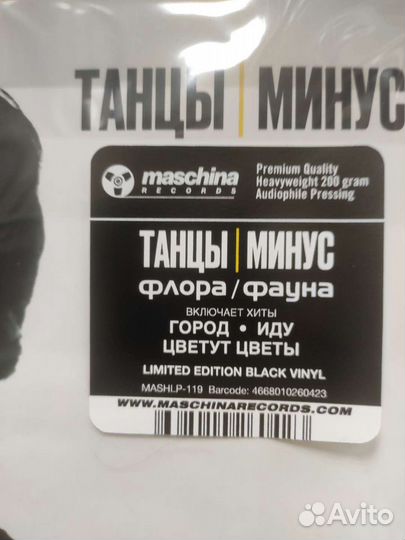 ТАНЦЫ | МИНУС
maschina
RECORDS
Premium Quality
Heavyweight 200 gram
Audiophile Pressing
ТАНЦЫ | МИНУС
флора / фауна
ВКЛЮЧАЕТ ХИТЫ
ГОРОД • ИДУ
ЦВЕТУТ ЦВЕТЫ
LIMITED EDITION BLACK VINYL
MASHLP-119 Barcode: 4668010260423
WWW.MASCHINARECORDS.COM
Avito